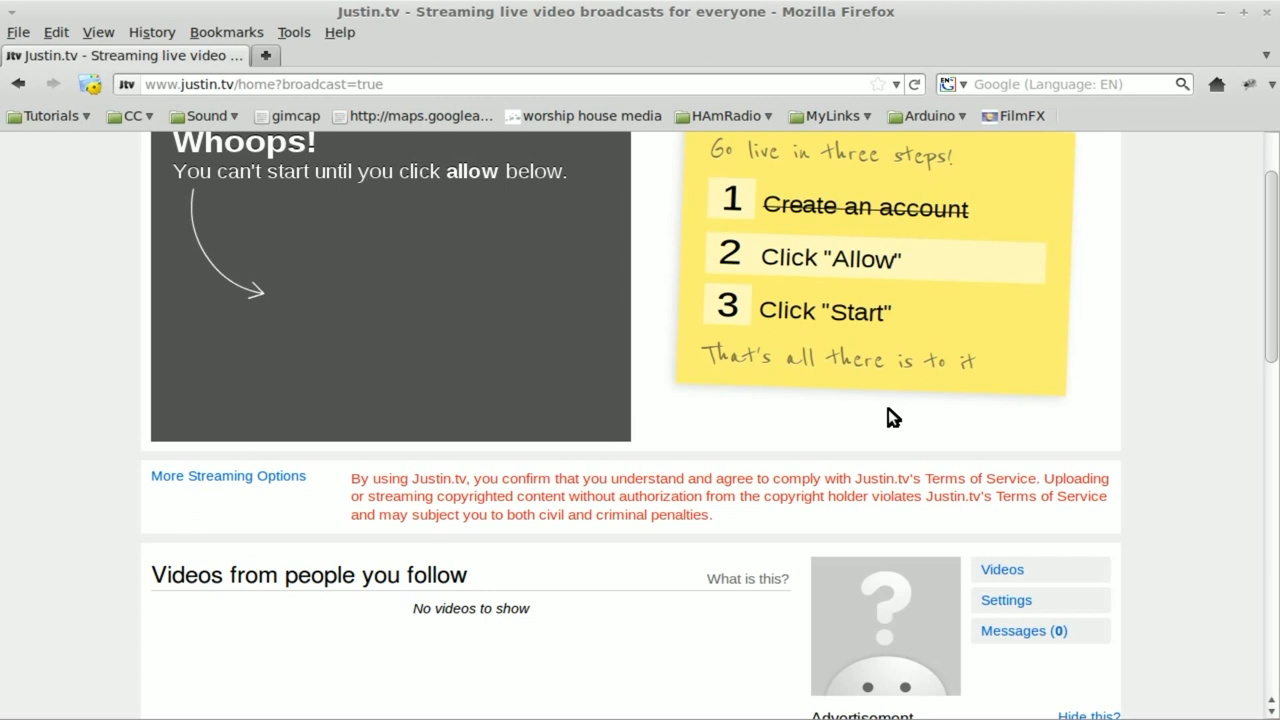 Justin.tv - Streaming live video broadcasts for everyone - Mozilla Firefox
File Edit View History Bookmarks Tools Help
jtv Justin.tv - Streaming live video ...
jtv www.justin.tv/home?broadcast=true Google (Language: EN)
Tutorials CC Sound gimcap http://maps.googlea... worship house media HAmRadio MyLinks Arduino FilmFX
Whoops!
You can't start until you click allow below.
Go live in three steps!
1 Create an account
2 Click "Allow"
3 Click "Start"
That's all there is to it
More Streaming Options
By using Justin.tv, you confirm that you understand and agree to comply with Justin.tv's Terms of Service. Uploading
or streaming copyrighted content without authorization from the copyright holder violates Justin.tv's Terms of Service
and may subject you to both civil and criminal penalties.
Videos from people you follow
What is this?
No videos to show
Videos
Settings
Messages (0)
Advertisement
Hide this?